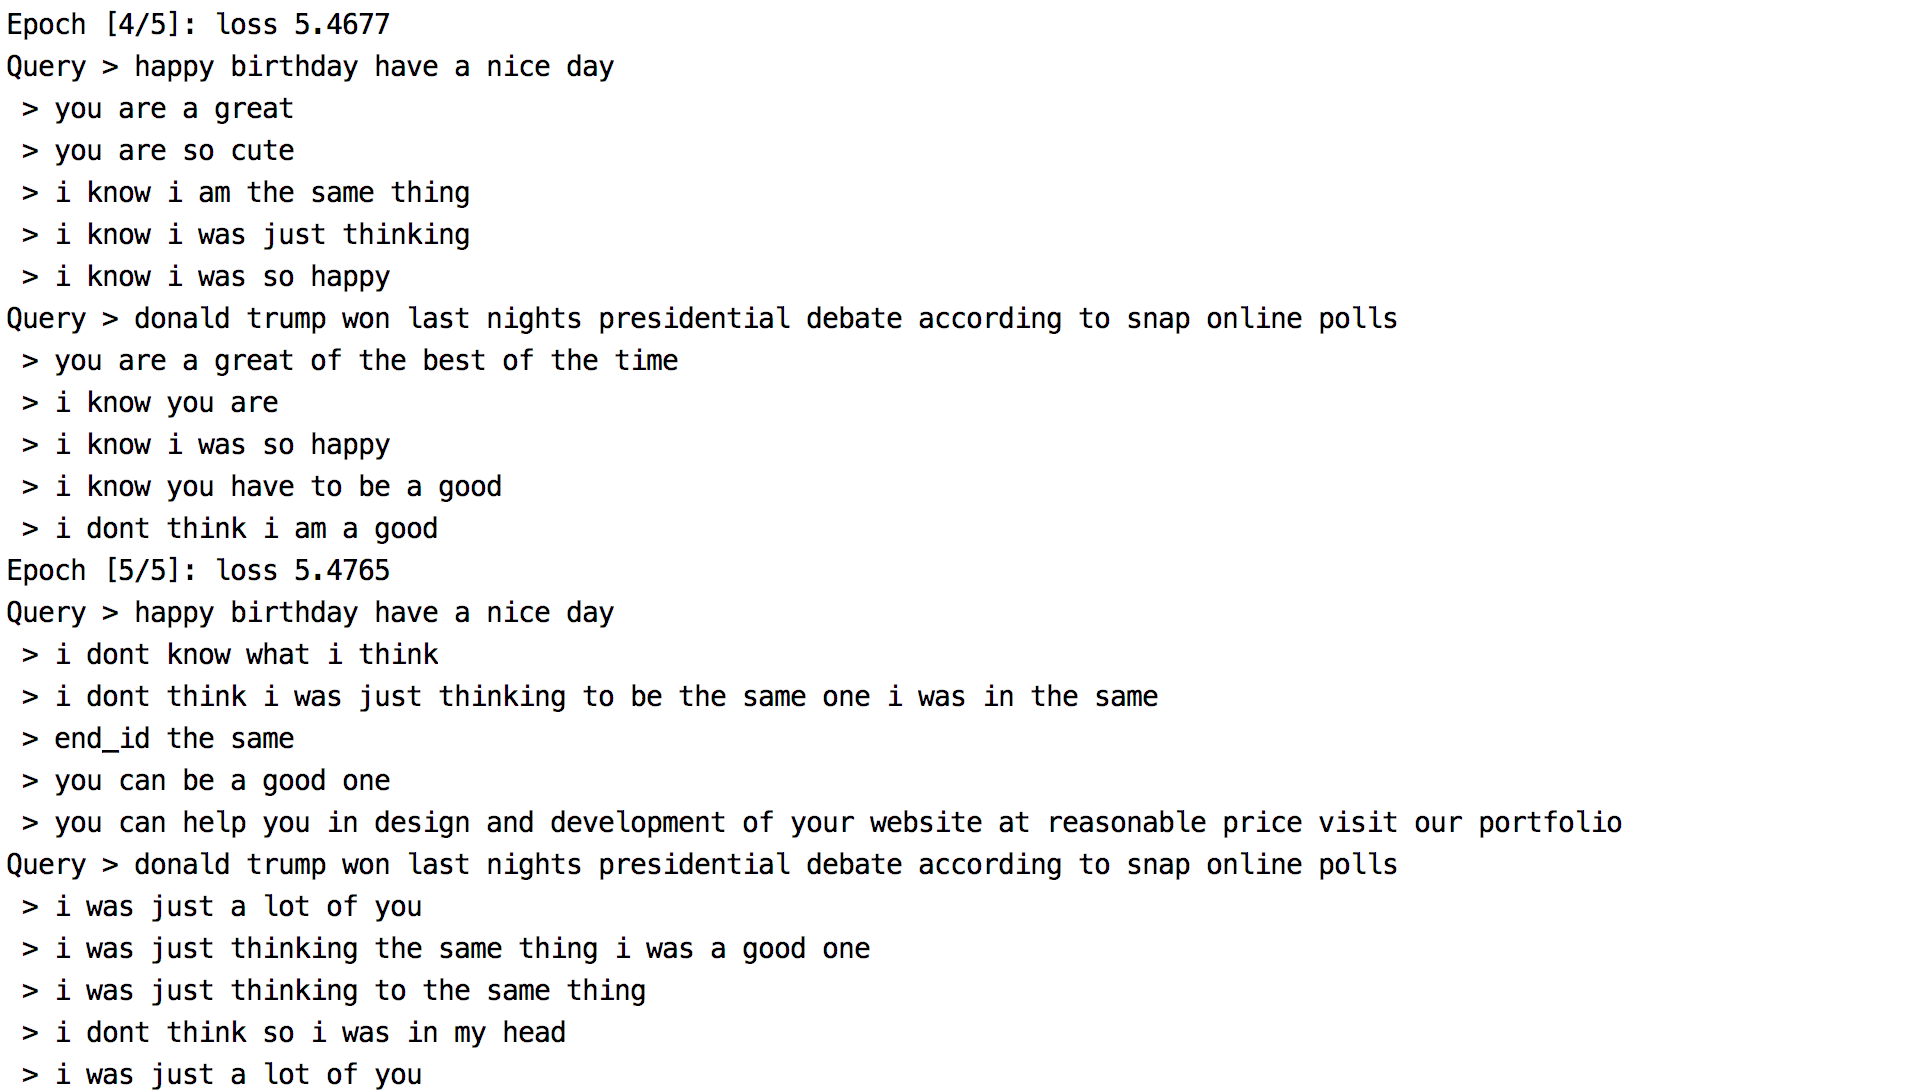 Epoch [4/5]: loss 5.4677
Query > happy birthday have a nice day
 > you are a great
 > you are so cute
 > i know i am the same thing
 > i know i was just thinking
 > i know i was so happy
Query > donald trump won last nights presidential debate according to snap online polls
 > you are a great of the best of the time
 > i know you are
 > i know i was so happy
 > i know you have to be a good
 > i dont think i am a good
Epoch [5/5]: loss 5.4765
Query > happy birthday have a nice day
 > i dont know what i think
 > i dont think i was just thinking to be the same one i was in the same
 > end_id the same
 > you can be a good one
 > you can help you in design and development of your website at reasonable price visit our portfolio
Query > donald trump won last nights presidential debate according to snap online polls
 > i was just a lot of you
 > i was just thinking the same thing i was a good one
 > i was just thinking to the same thing
 > i dont think so i was in my head
 > i was just a lot of you